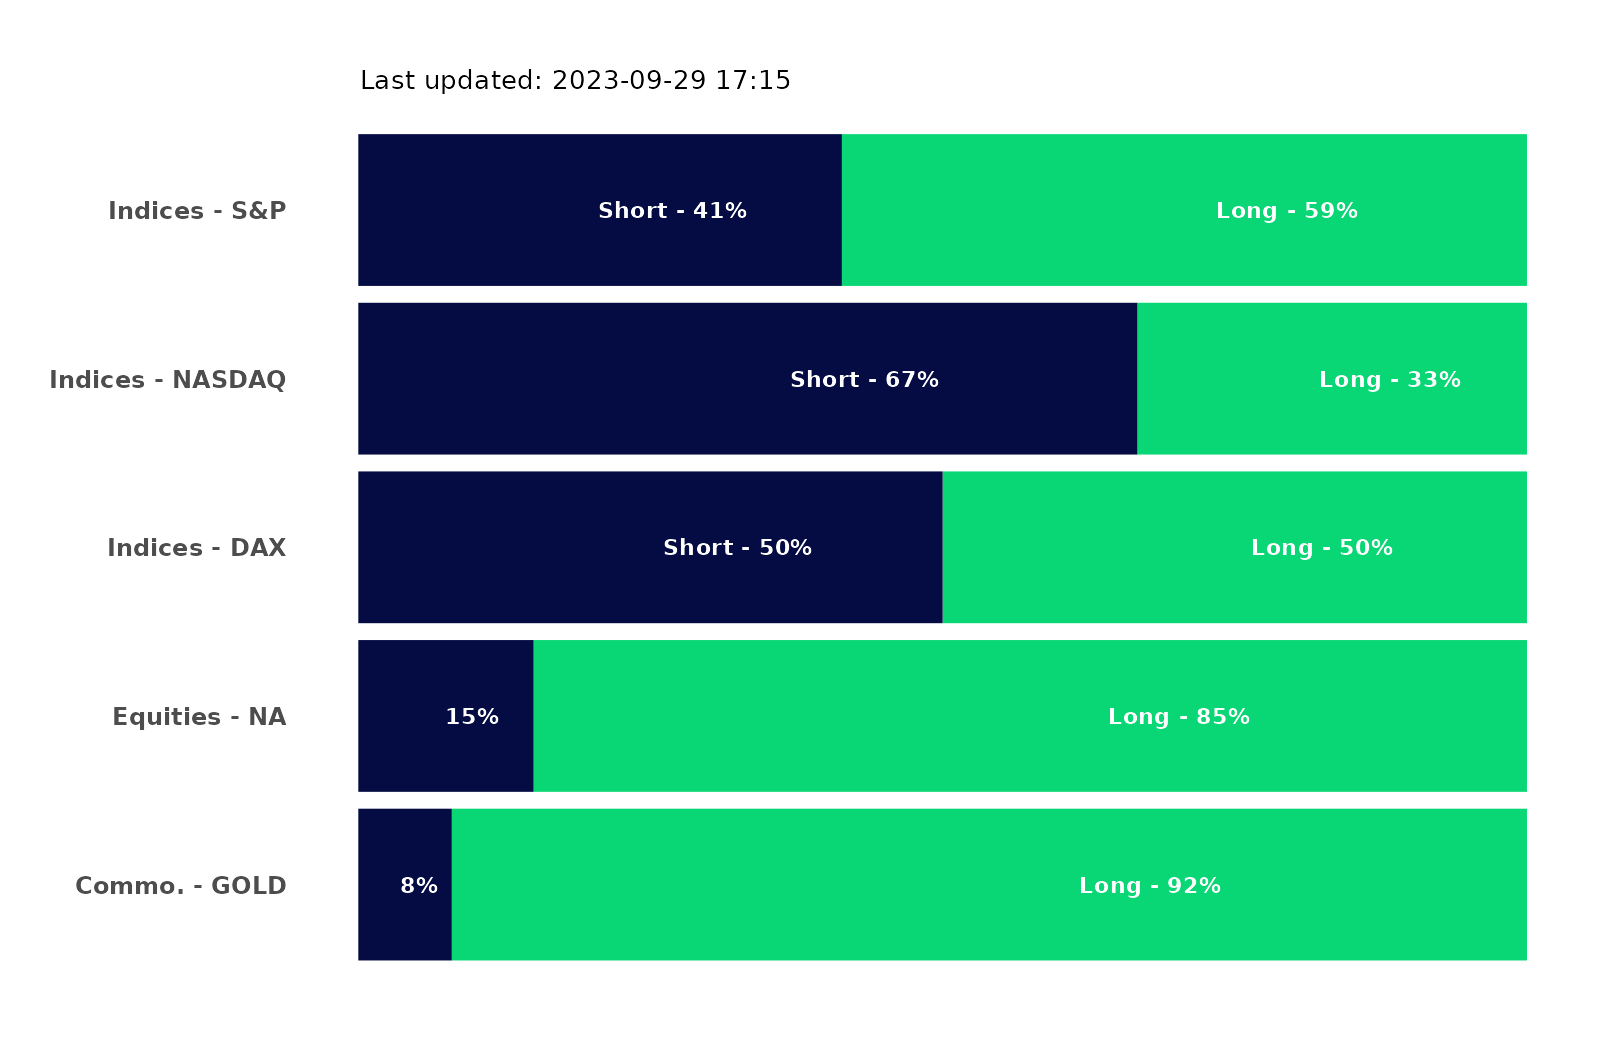 Last updated: 2023-09-29 17:15
Indices - S&P Short - 41% Long - 59%
Indices - NASDAQ Short - 67% Long - 33%
Indices - DAX Short - 50% Long - 50%
Equities - NA 15% Long - 85%
Commo. - GOLD 8% Long - 92%